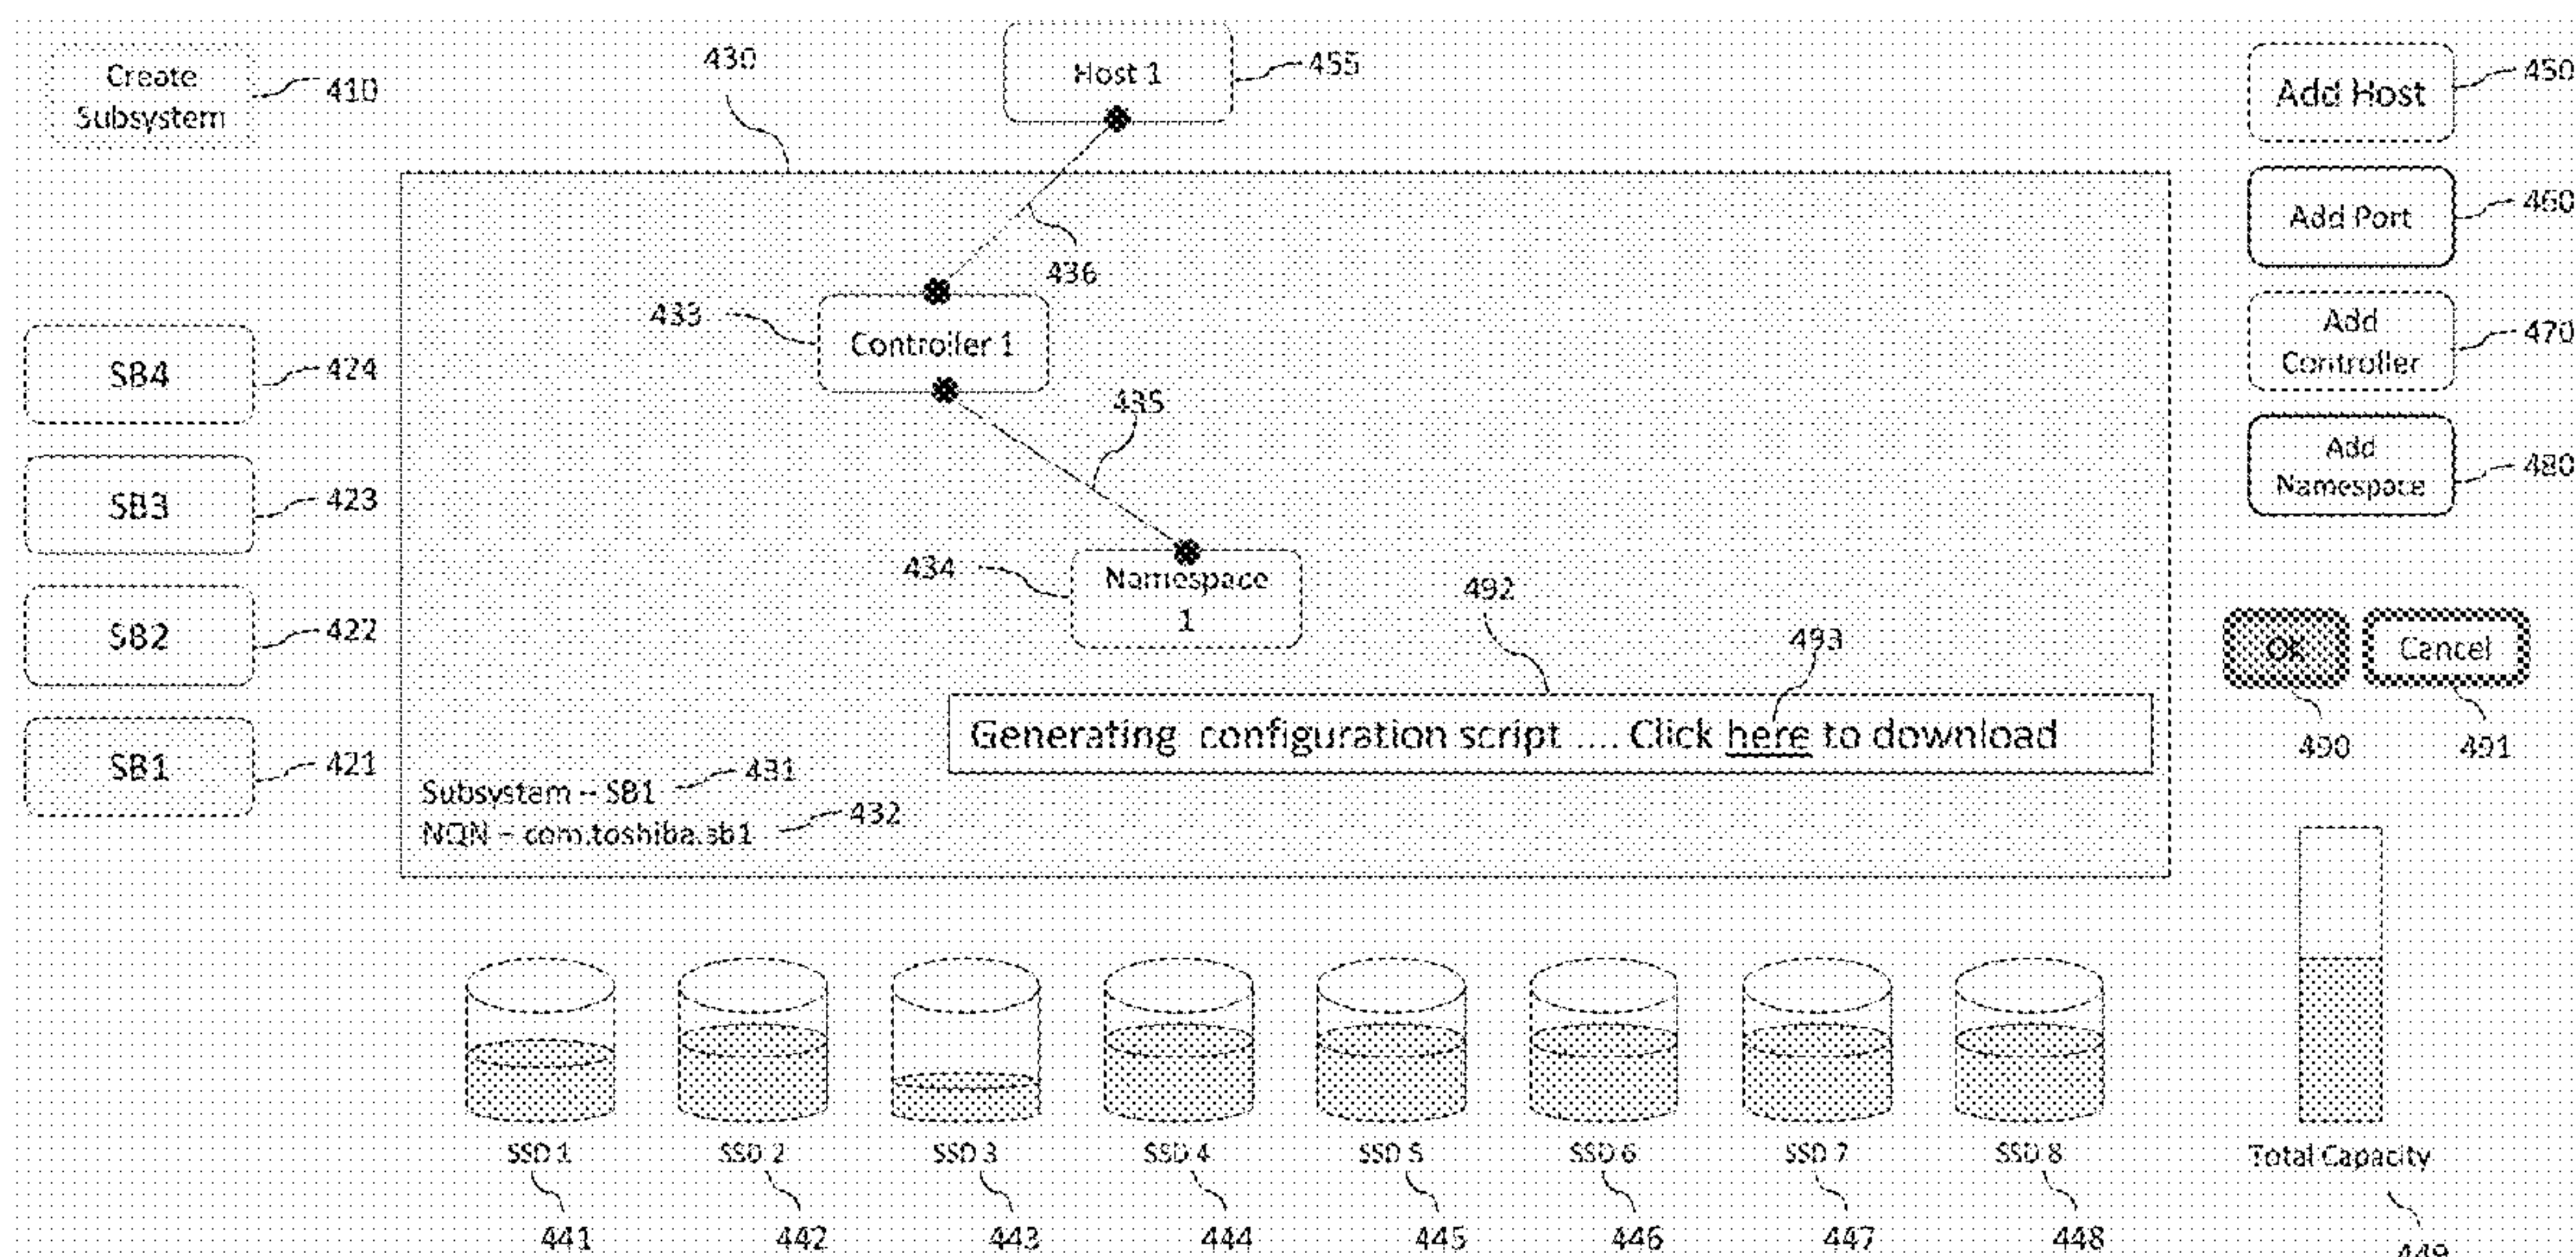 Create
Subsystem
410
430
Host 1
455
Add Host
450
Add Port
460
436
433
Controller 1
Add
Controller
470
SB4
424
435
Add
Namespace
480
SB3
423
434
Namespace
1
492
493
SB2
422
OK
Cancel
490
491
Generating configuration script .... Click here to download
SB1
421
Subsystem – SB1
431
NQN – com.toshiba.sb1
432
SSD 1
SSD 2
SSD 3
SSD 4
SSD 5
SSD 6
SSD 7
SSD 8
Total Capacity
441
442
443
444
445
446
447
448
449